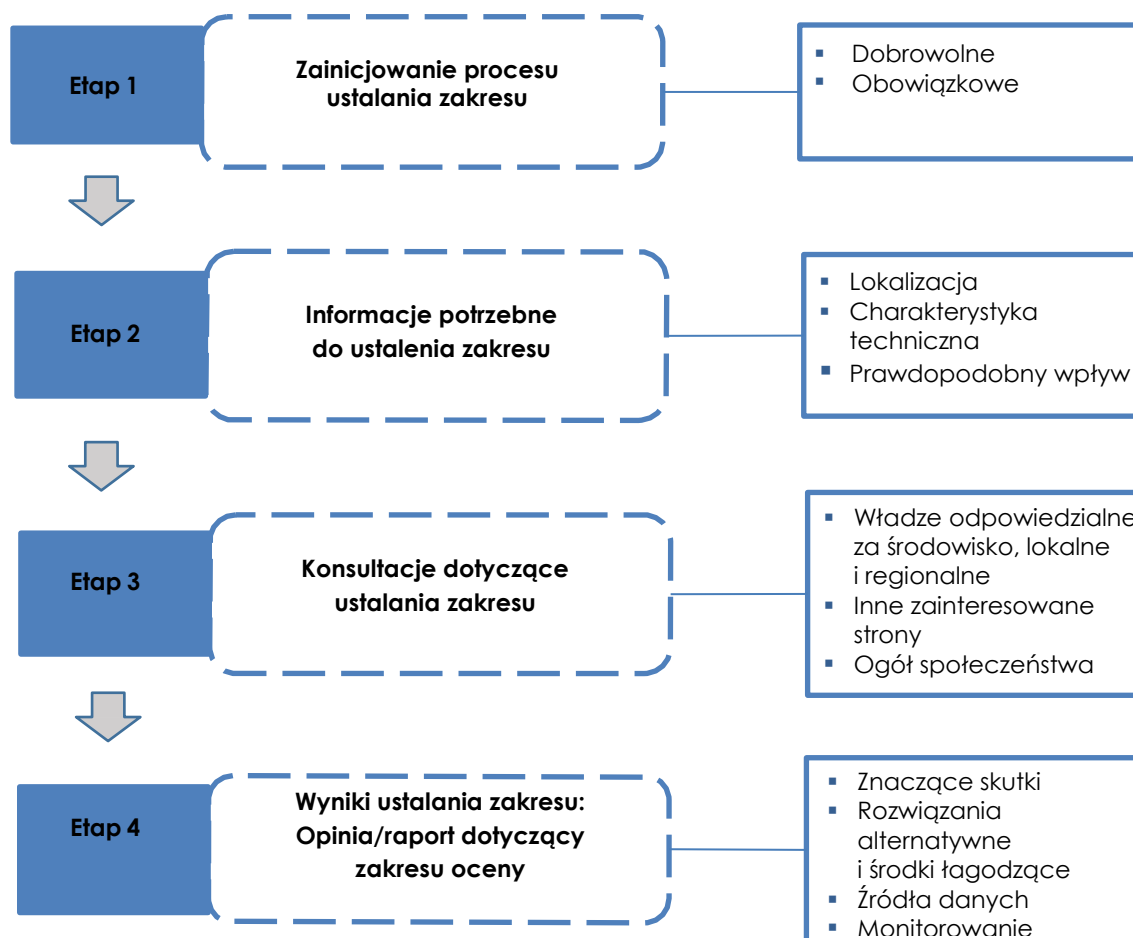 Etap 1
Zainicjowanie procesu
ustalania zakresu
▪ Dobrowolne
▪ Obowiązkowe
Etap 2
Informacje potrzebne
do ustalenia zakresu
▪ Lokalizacja
▪ Charakterystyka
techniczna
▪ Prawdopodobny wpływ
Etap 3
Konsultacje dotyczące
ustalania zakresu
▪ Władze odpowiedzialne
za środowisko, lokalne
i regionalne
▪ Inne zainteresowane
strony
▪ Ogół społeczeństwa
Etap 4
Wyniki ustalania zakresu:
Opinia/raport dotyczący
zakresu oceny
▪ Znaczące skutki
▪ Rozwiązania
alternatywne
i środki łagodzące
▪ Źródła danych
▪ Monitorowanie